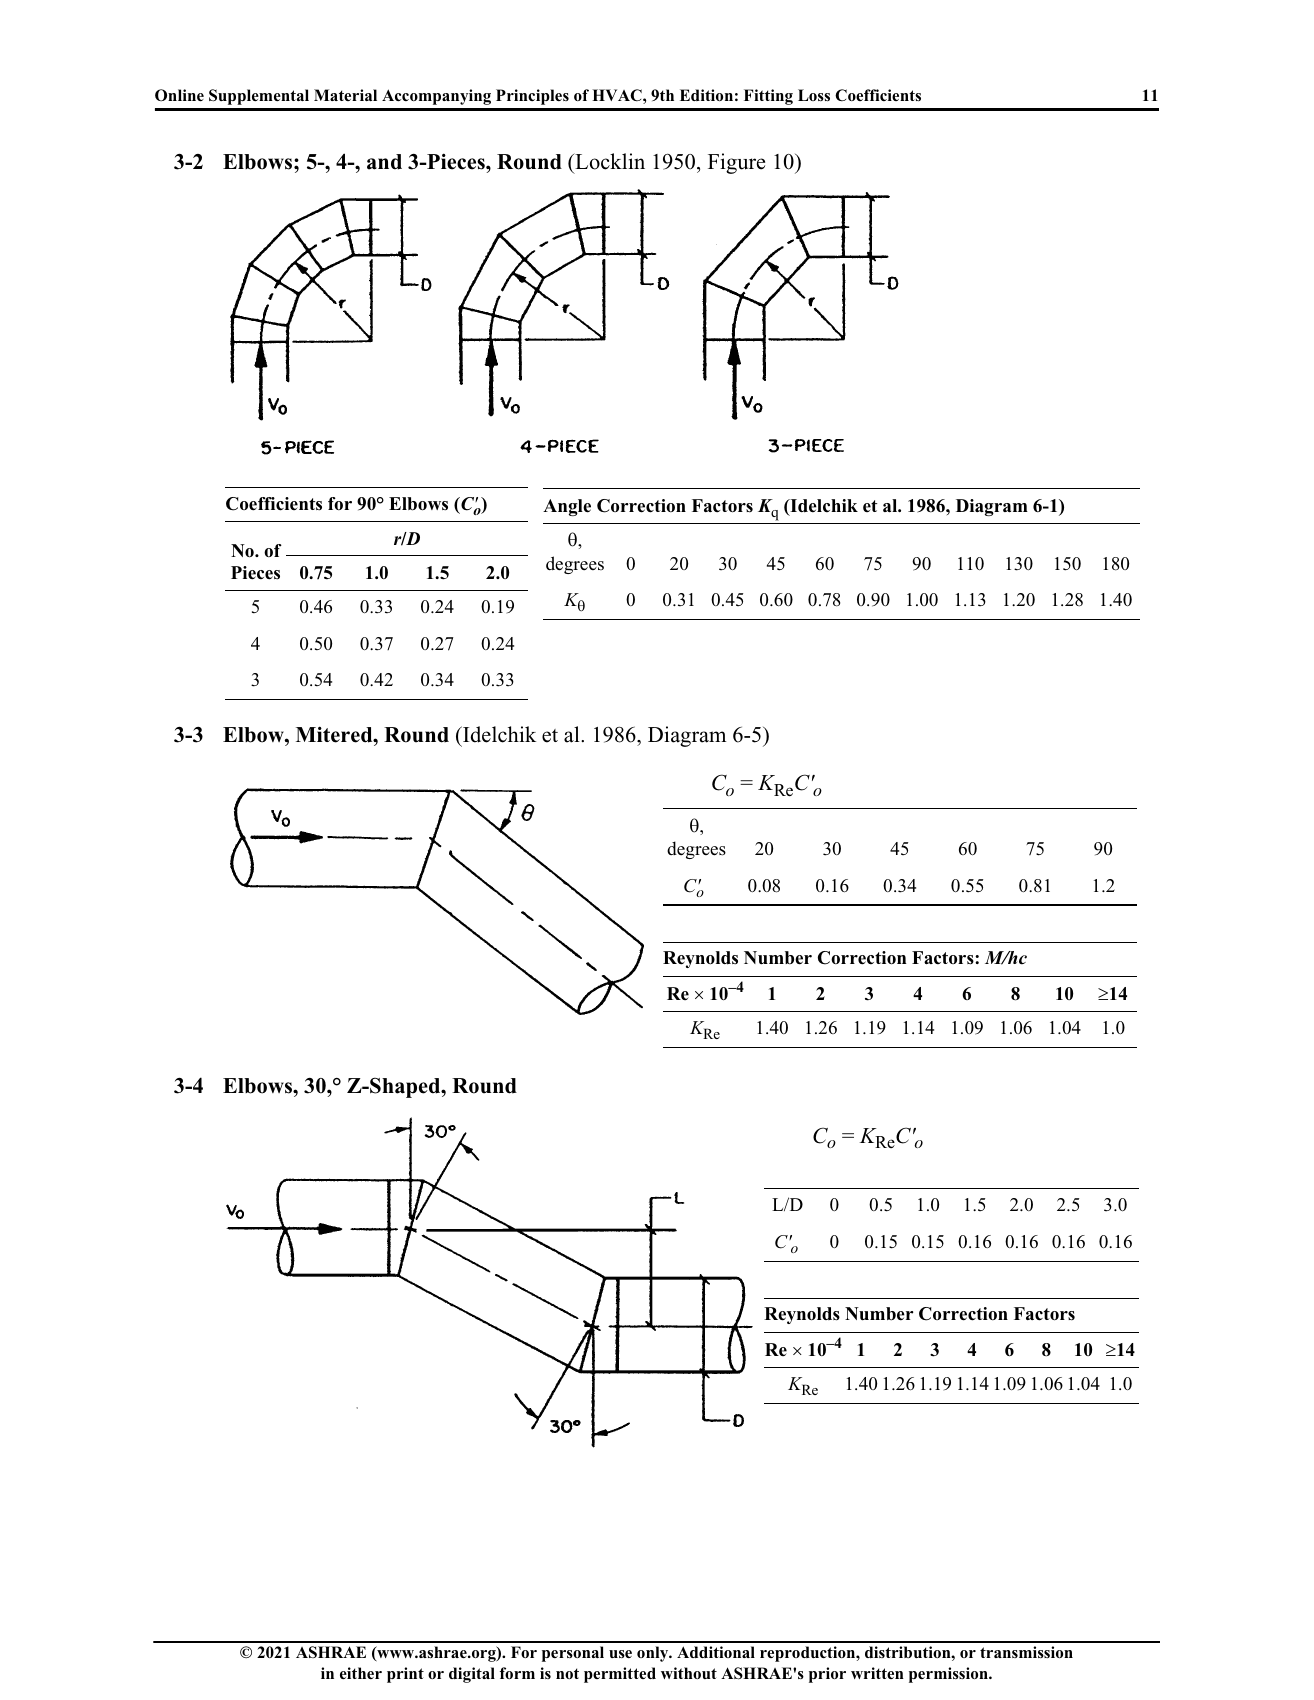 Online Supplemental Material Accompanying Principles of HVAC, 9th Edition: Fitting Loss Coefficients 11
3-2 Elbows; 5-, 4-, and 3-Pieces, Round (Locklin 1950, Figure 10)
D D D
r r r
Vo Vo Vo
5-PIECE 4-PIECE 3-PIECE
Coefficients for 90° Elbows (C′o)
No. of Pieces r/D
0.75 1.0 1.5 2.0
5 0.46 0.33 0.24 0.19
4 0.50 0.37 0.27 0.24
3 0.54 0.42 0.34 0.33
Angle Correction Factors Kq (Idelchik et al. 1986, Diagram 6-1)
θ,
degrees 0 20 30 45 60 75 90 110 130 150 180
Kθ 0 0.31 0.45 0.60 0.78 0.90 1.00 1.13 1.20 1.28 1.40
3-3 Elbow, Mitered, Round (Idelchik et al. 1986, Diagram 6-5)
Vo θ
Co = KReC′o
θ,
degrees 20 30 45 60 75 90
C′o 0.08 0.16 0.34 0.55 0.81 1.2
Reynolds Number Correction Factors: M/hc
Re × 10–4 1 2 3 4 6 8 10 ≥14
KRe 1.40 1.26 1.19 1.14 1.09 1.06 1.04 1.0
3-4 Elbows, 30,° Z-Shaped, Round
30°
L
Vo
30°
D
Co = KReC′o
L/D 0 0.5 1.0 1.5 2.0 2.5 3.0
C′o 0 0.15 0.15 0.16 0.16 0.16 0.16
Reynolds Number Correction Factors
Re × 10–4 1 2 3 4 6 8 10 ≥14
KRe 1.40 1.26 1.19 1.14 1.09 1.06 1.04 1.0
© 2021 ASHRAE (www.ashrae.org). For personal use only. Additional reproduction, distribution, or transmission
in either print or digital form is not permitted without ASHRAE's prior written permission.